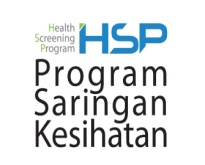 Health
Screening
Program
HSP
Program
Saringan
Kesihatan